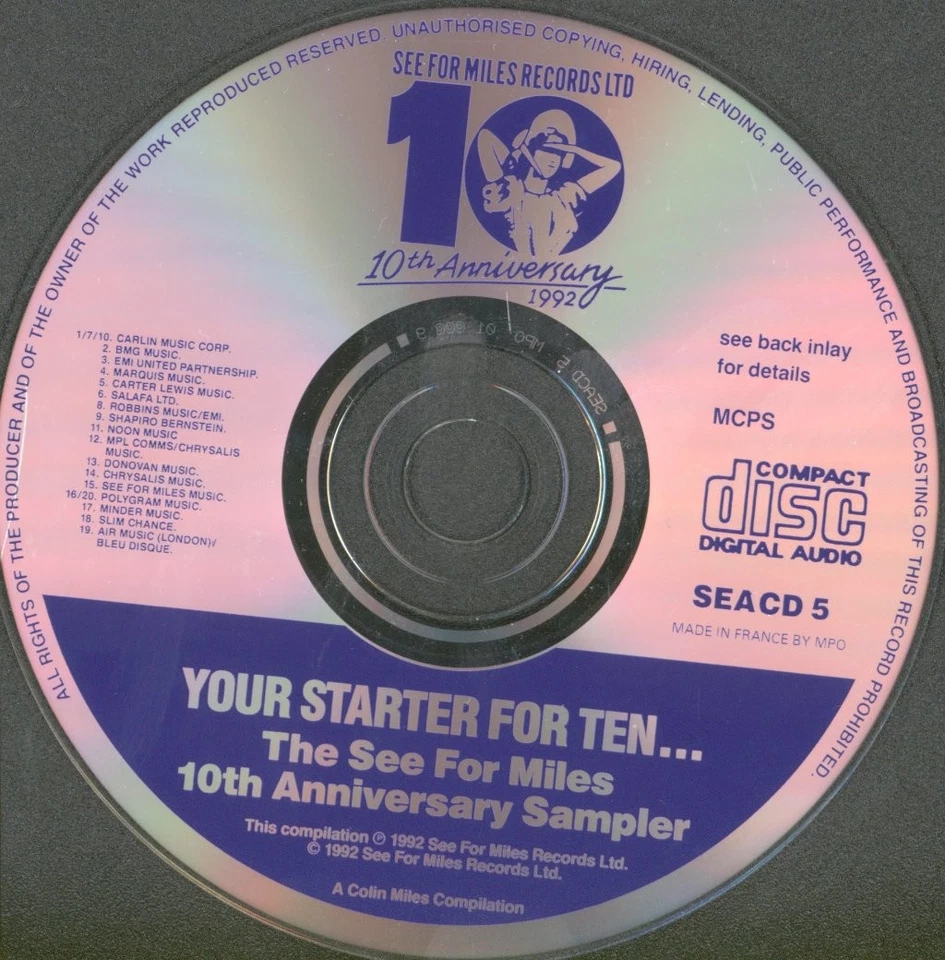 ALL RIGHTS OF THE PRODUCER AND OF THE OWNER OF THE WORK REPRODUCED RESERVED. UNAUTHORISED COPYING, HIRING, LENDING, PUBLIC PERFORMANCE AND BROADCASTING OF THIS RECORD PROHIBITED.
SEE FOR MILES RECORDS LTD
10
10th Anniversary
1992
1/7/10. CARLIN MUSIC CORP.
2. BMG MUSIC.
3. EMI UNITED PARTNERSHIP.
4. MARQUIS MUSIC.
5. CARTER LEWIS MUSIC.
6. SALAFA LTD.
8. ROBBINS MUSIC/EMI.
9. SHAPIRO BERNSTEIN.
11. NOON MUSIC
12. MPL COMMS/CHRYSALIS
MUSIC.
13. DONOVAN MUSIC.
14. CHRYSALIS MUSIC.
15. SEE FOR MILES MUSIC.
16/20. POLYGRAM MUSIC.
17. MINDER MUSIC.
18. SLIM CHANCE.
19. AIR MUSIC (LONDON)/
BLEU DISQUE.
SEACD 5 MPO
see back inlay
for details
MCPS
COMPACT
disc
DIGITAL AUDIO
SEACD 5
MADE IN FRANCE BY MPO
YOUR STARTER FOR TEN...
The See For Miles
10th Anniversary Sampler
This compilation ℗ 1992 See For Miles Records Ltd.
© 1992 See For Miles Records Ltd.
A Colin Miles Compilation